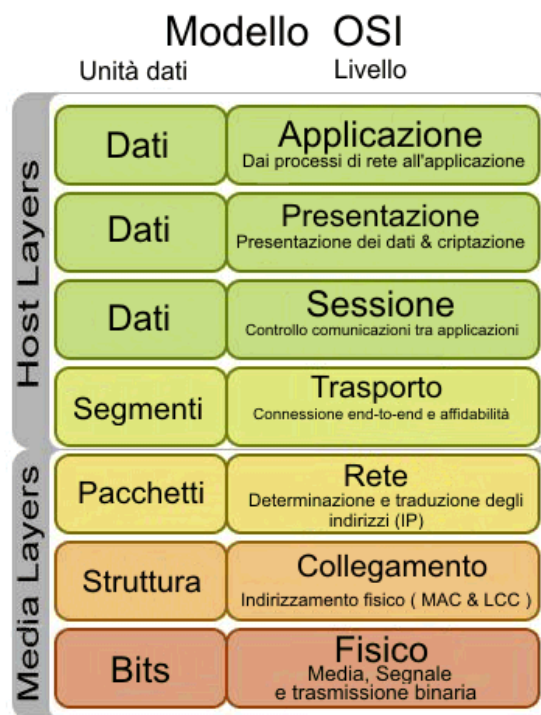 Modello OSI
Unità dati Livello
Host Layers
Dati
Applicazione
Dai processi di rete all'applicazione
Dati
Presentazione
Presentazione dei dati & criptazione
Dati
Sessione
Controllo comunicazioni tra applicazioni
Segmenti
Trasporto
Connessione end-to-end e affidabilità
Media Layers
Pacchetti
Rete
Determinazione e traduzione degli
indirizzi (IP)
Struttura
Collegamento
Indirizzamento fisico ( MAC & LCC )
Bits
Fisico
Media, Segnale
e trasmissione binaria